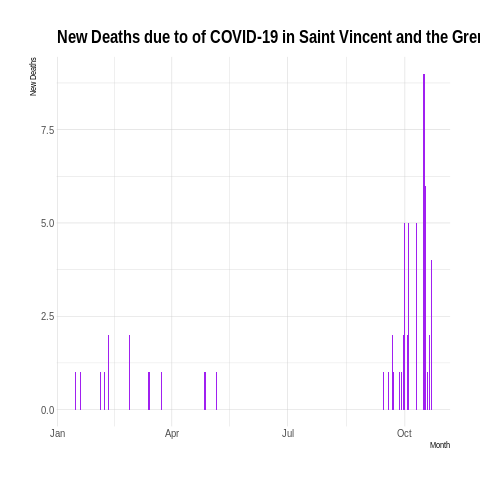 New Deaths due to of COVID-19 in Saint Vincent and the Gre
New Deaths
7.5
5.0
2.5
0.0
Jan Apr Jul Oct
Month